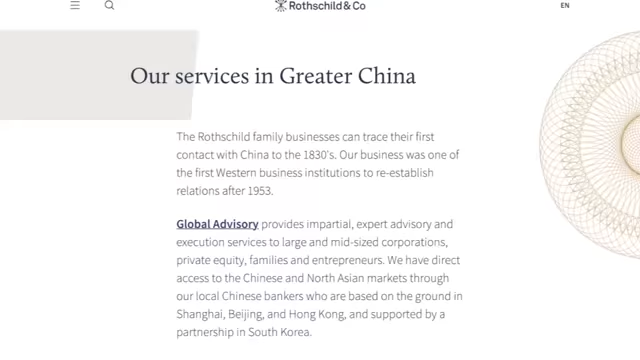 Rothschild & Co
EN
Our services in Greater China
The Rothschild family businesses can trace their first
contact with China to the 1830's. Our business was one of
the first Western business institutions to re-establish
relations after 1953.
Global Advisory provides impartial, expert advisory and
execution services to large and mid-sized corporations,
private equity, families and entrepreneurs. We have direct
access to the Chinese and North Asian markets through
our local Chinese bankers who are based on the ground in
Shanghai, Beijing, and Hong Kong, and supported by a
partnership in South Korea.